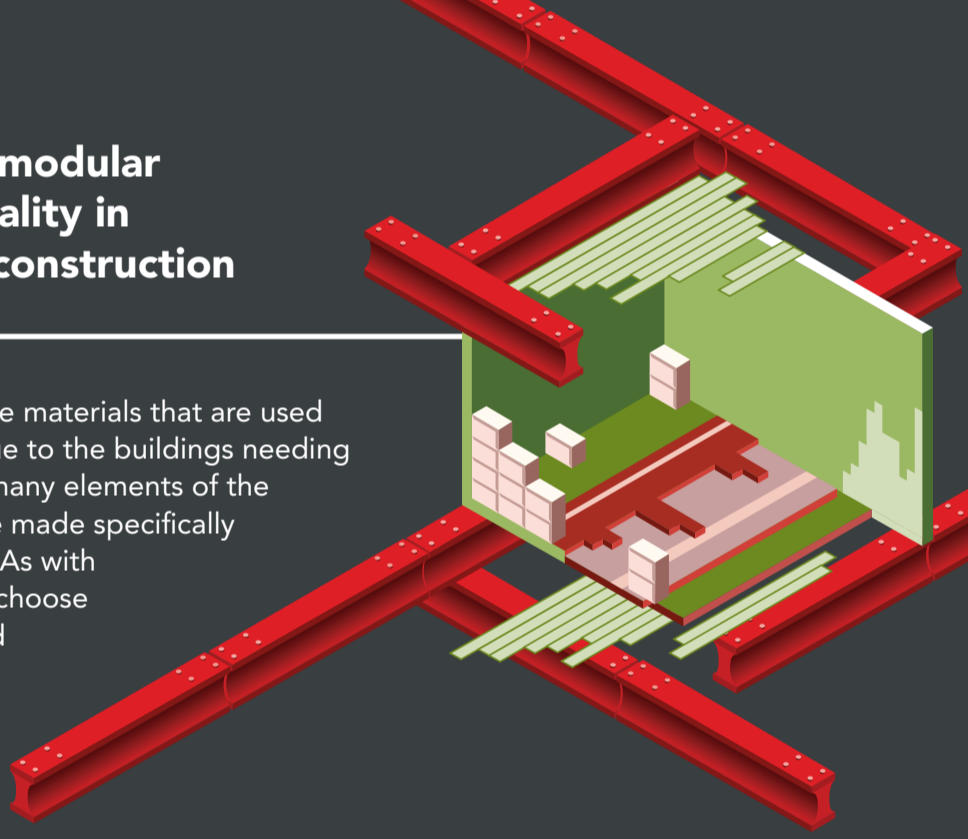 modular
ality in
construction
e materials that are used
e to the buildings needing
many elements of the
e made specifically
As with
choose
d